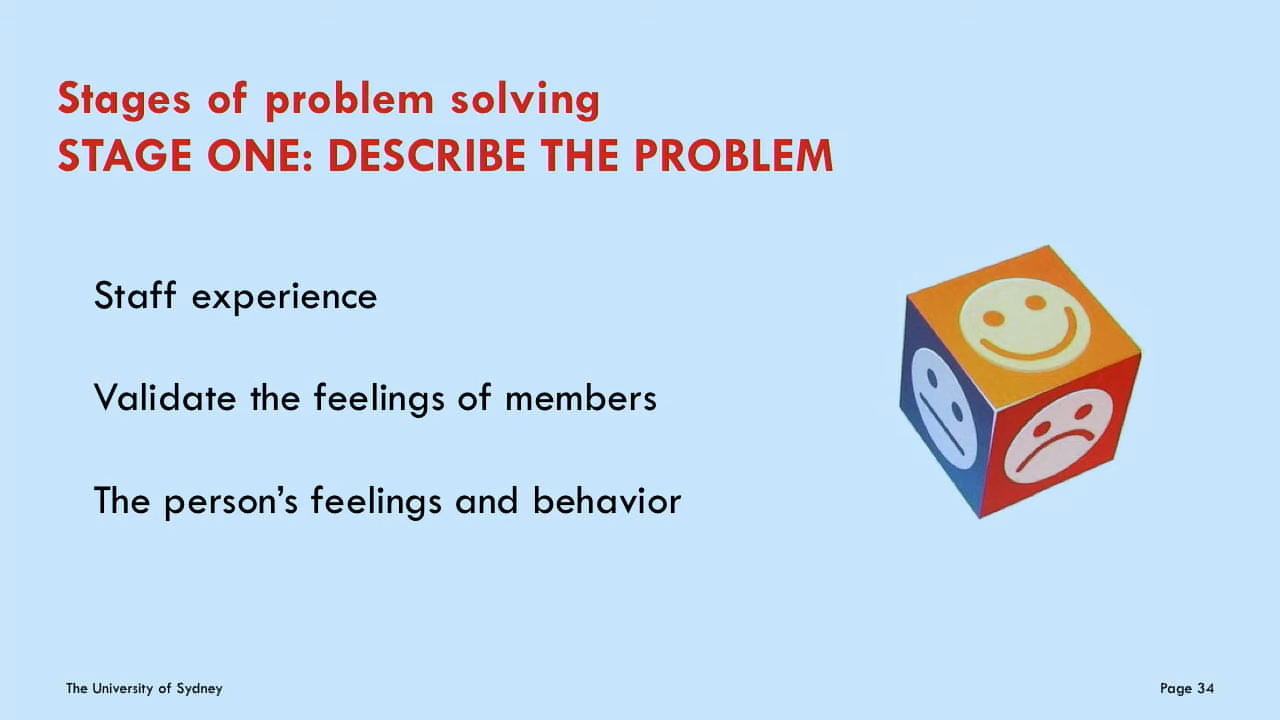 Stages of problem solving
STAGE ONE: DESCRIBE THE PROBLEM
Staff experience
Validate the feelings of members
The person’s feelings and behavior
The University of Sydney
Page 34